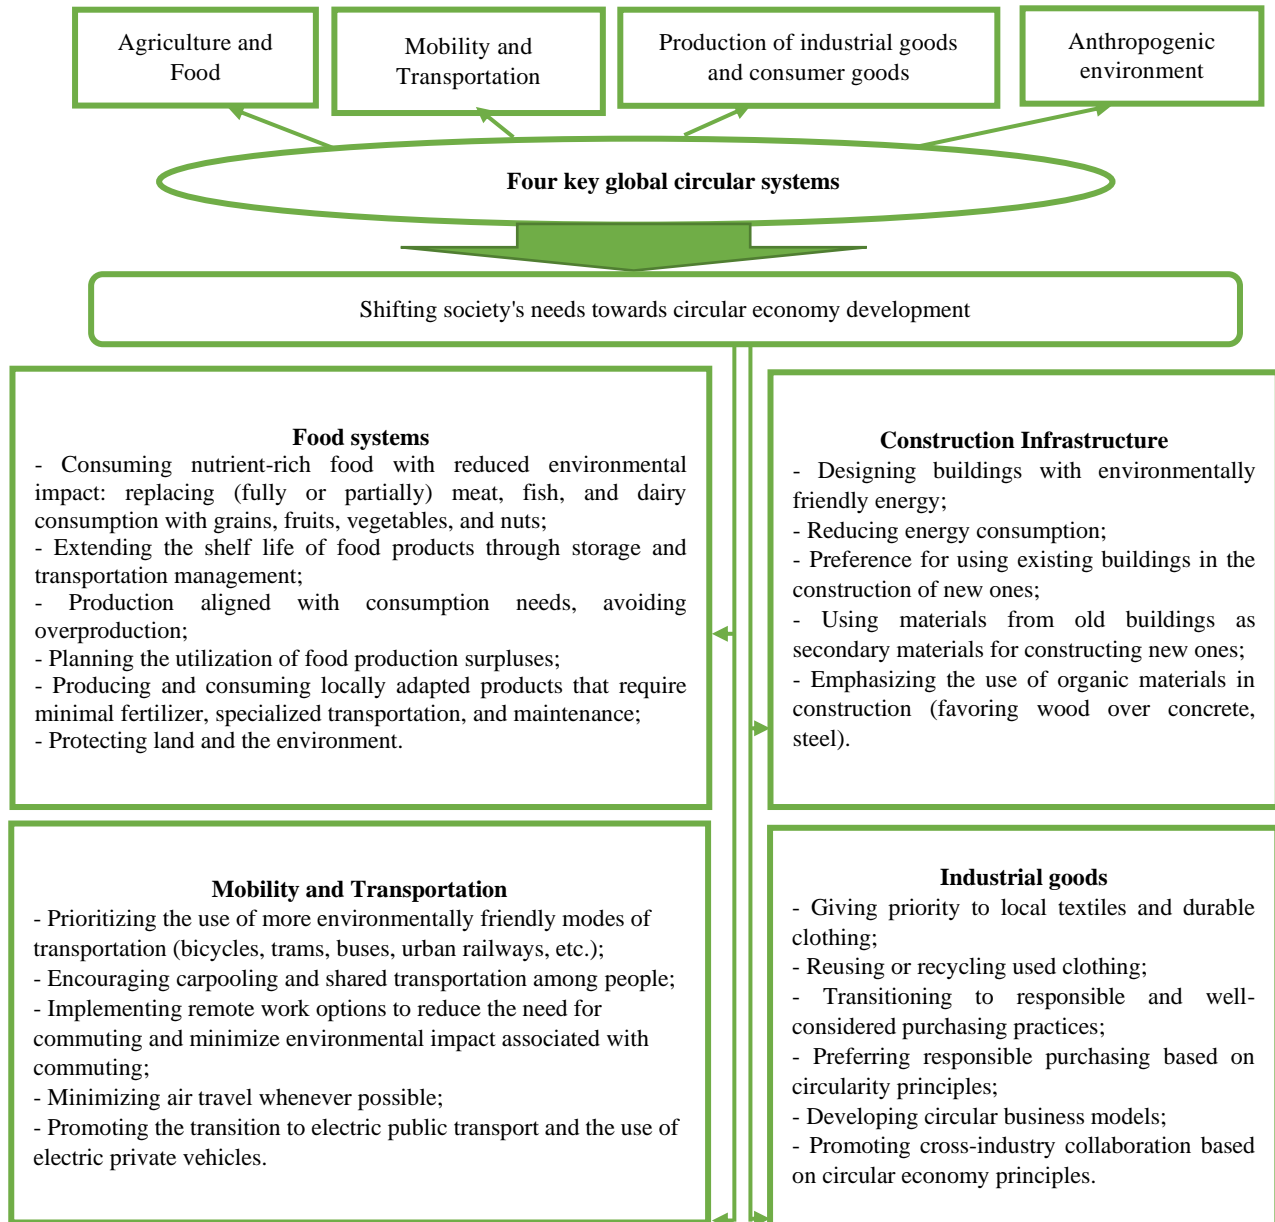 Agriculture and
Food
Mobility and
Transportation
Production of industrial goods
and consumer goods
Anthropogenic
environment
Four key global circular systems
Shifting society's needs towards circular economy development
Food systems
- Consuming nutrient-rich food with reduced environmental
impact: replacing (fully or partially) meat, fish, and dairy
consumption with grains, fruits, vegetables, and nuts;
- Extending the shelf life of food products through storage and
transportation management;
- Production aligned with consumption needs, avoiding
overproduction;
- Planning the utilization of food production surpluses;
- Producing and consuming locally adapted products that require
minimal fertilizer, specialized transportation, and maintenance;
- Protecting land and the environment.
Construction Infrastructure
- Designing buildings with environmentally
friendly energy;
- Reducing energy consumption;
- Preference for using existing buildings in the
construction of new ones;
- Using materials from old buildings as
secondary materials for constructing new ones;
- Emphasizing the use of organic materials in
construction (favoring wood over concrete,
steel).
Mobility and Transportation
- Prioritizing the use of more environmentally friendly modes of
transportation (bicycles, trams, buses, urban railways, etc.);
- Encouraging carpooling and shared transportation among people;
- Implementing remote work options to reduce the need for
commuting and minimize environmental impact associated with
commuting;
- Minimizing air travel whenever possible;
- Promoting the transition to electric public transport and the use of
electric private vehicles.
Industrial goods
- Giving priority to local textiles and durable
clothing;
- Reusing or recycling used clothing;
- Transitioning to responsible and well-
considered purchasing practices;
- Preferring responsible purchasing based on
circularity principles;
- Developing circular business models;
- Promoting cross-industry collaboration based
on circular economy principles.